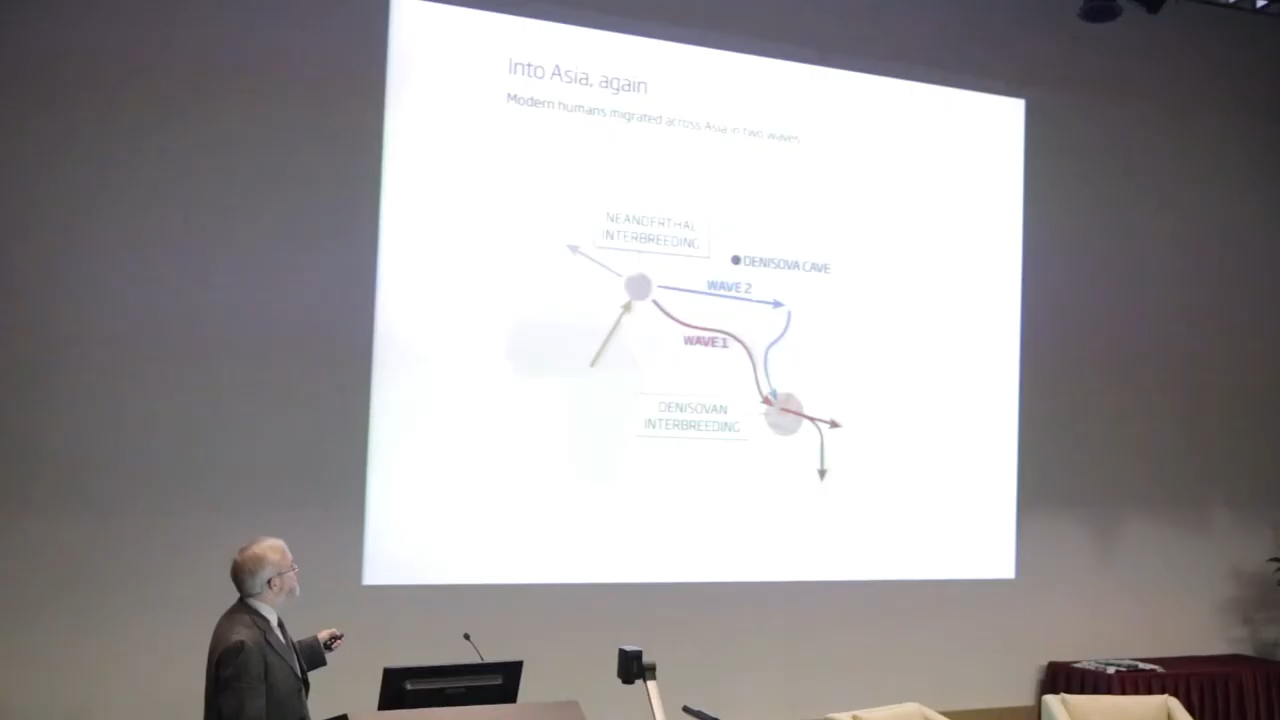 Into Asia, again
Modern humans migrated across Asia in two waves
NEANDERTHAL
INTERBREEDING
DENISOVA CAVE
WAVE 2
WAVE 1
DENISOVAN
INTERBREEDING